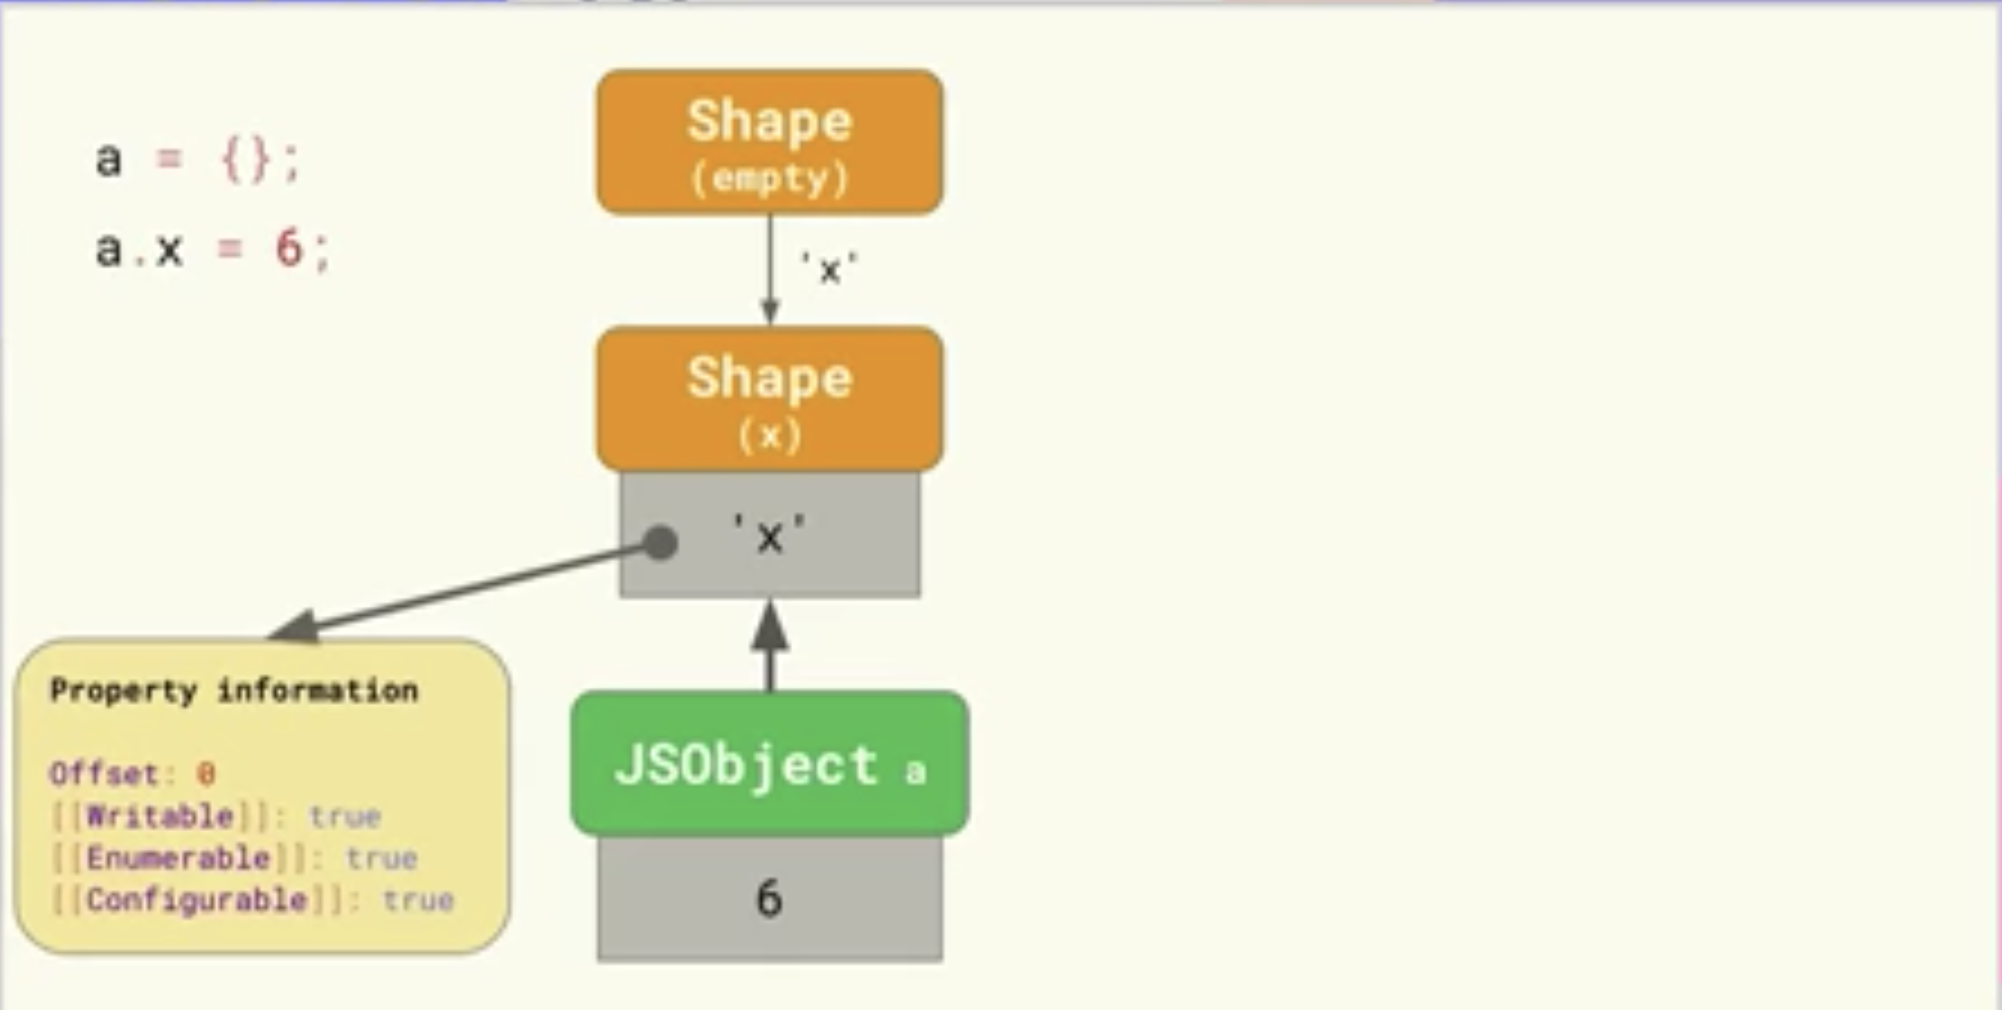 a = {};
a.x = 6;
Shape
(empty)
'x'
Shape
(x)
'x'
Property information
Offset: 0
[[Writable]]: true
[[Enumerable]]: true
[[Configurable]]: true
JSObject a
6